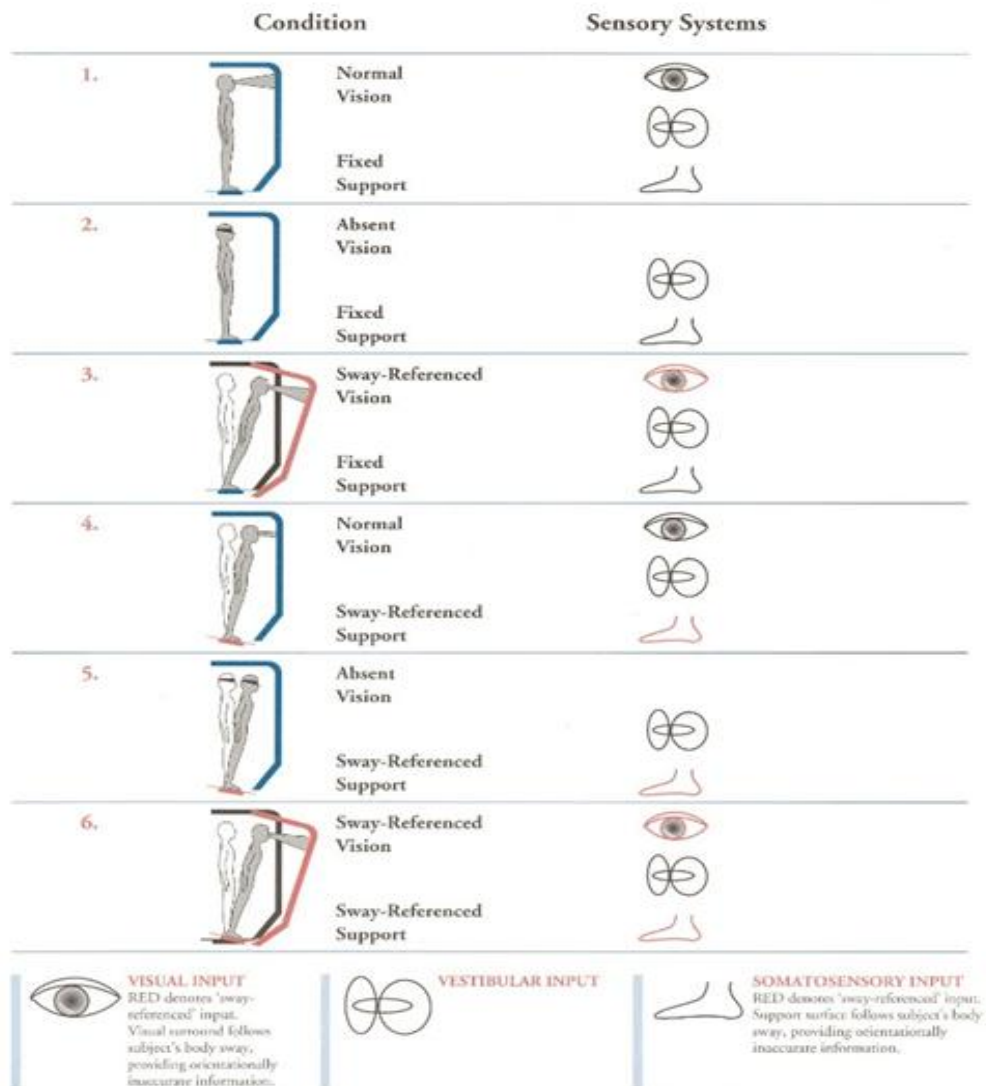 Condition Sensory Systems
1. Normal
Vision
Fixed
Support
2. Absent
Vision
Fixed
Support
3. Sway-Referenced
Vision
Fixed
Support
4. Normal
Vision
Sway-Referenced
Support
5. Absent
Vision
Sway-Referenced
Support
6. Sway-Referenced
Vision
Sway-Referenced
Support
VISUAL INPUT
RED denotes 'sway-
referenced' input.
Visual surround follows
subject's body sway,
providing orientationally
inaccurate information.
VESTIBULAR INPUT
SOMATOSENSORY INPUT
RED denotes 'sway-referenced' input.
Support surface follows subject's body
sway, providing orientationally
inaccurate information.